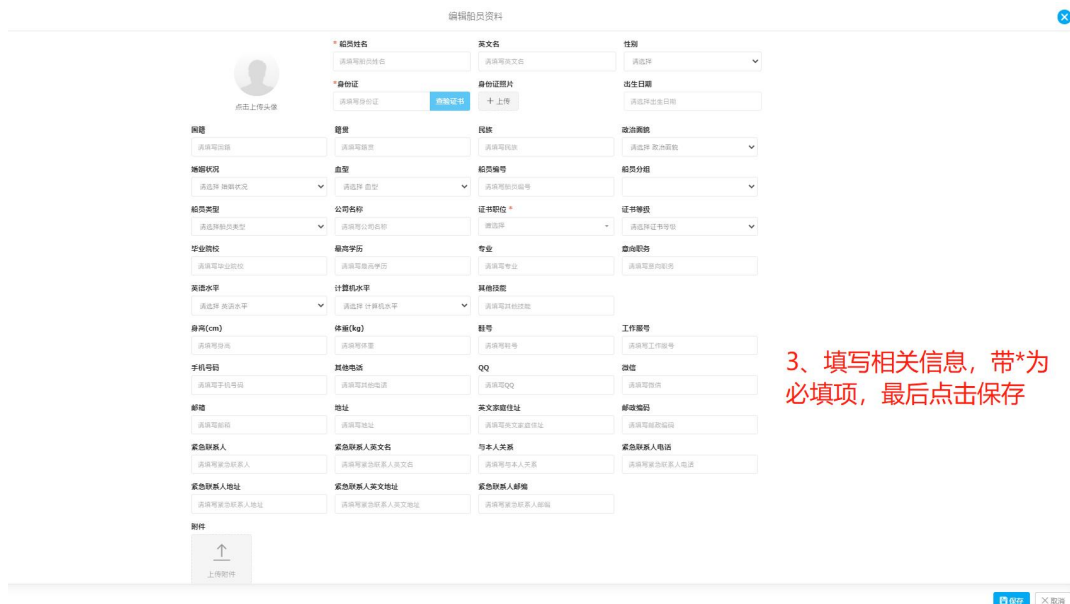 编辑船员资料
* 船员姓名 英文名 性别
请填写船员姓名 请填写英文名 请选择
*身份证 身份证照片 出生日期
请填写身份证 查验证书 + 上传 请选择出生日期
点击上传头像
国籍 籍贯 民族 政治面貌
请填写国籍 请填写籍贯 请填写民族 请选择 政治面貌
婚姻状况 血型 船员编号 船员分组
请选择 婚姻状况 请选择 血型 请填写船员编号
船员类型 公司名称 证书职位 * 证书等级
请选择船员类型 请填写公司名称 请选择 请选择证书等级
毕业院校 最高学历 专业 意向职务
请填写毕业院校 请填写最高学历 请填写专业 请填写意向职务
英语水平 计算机水平 其他技能
请选择 英语水平 请选择 计算机水平 请填写其他技能
身高(cm) 体重(kg) 鞋号 工作服号
请填写身高 请填写体重 请填写鞋号 请填写工作服号
手机号码 其他电话 QQ 微信
请填写手机号码 请填写其他电话 请填写QQ 请填写微信
3、填写相关信息，带*为
必填项，最后点击保存
邮箱 地址 英文家庭住址 邮政编码
请填写邮箱 请填写地址 请填写英文家庭住址 请填写邮政编码
紧急联系人 紧急联系人英文名 与本人关系 紧急联系人电话
请填写紧急联系人 请填写紧急联系人英文名 请填写与本人关系 请填写紧急联系人电话
紧急联系人地址 紧急联系人英文地址 紧急联系人邮编
请填写紧急联系人地址 请填写紧急联系人英文地址 请填写紧急联系人邮编
附件
上传附件
保存 取消